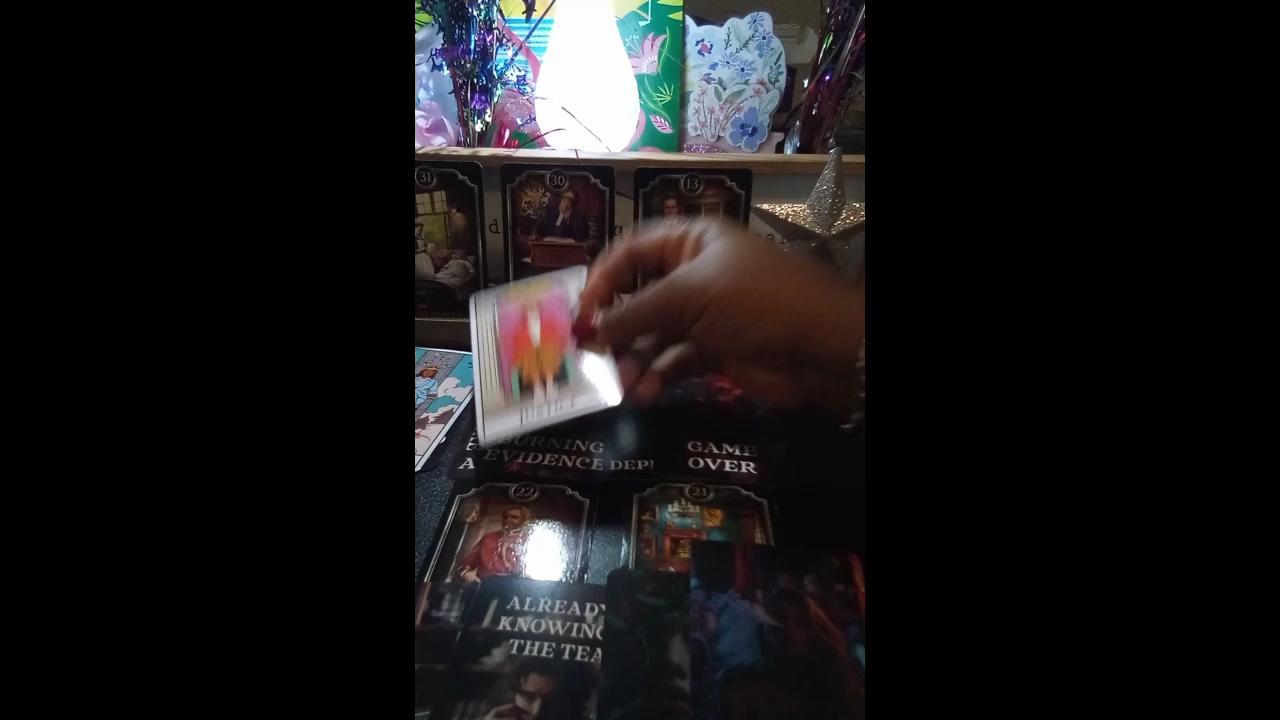 31
30
13
d
BURNING
EVIDENCE
A
DEP
GAME
OVER
22
21
ALREADY
KNOWING
THE TEA